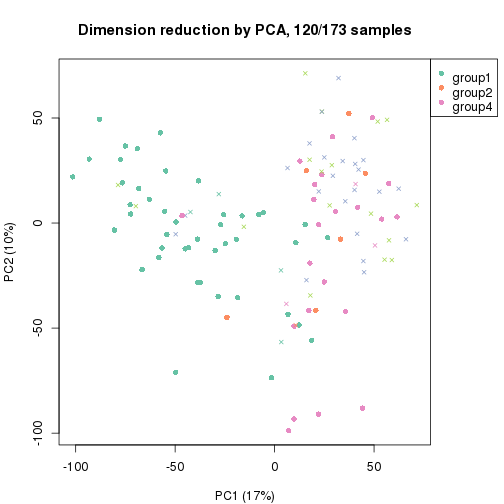 Dimension reduction by PCA, 120/173 samples
group1
group2
group4
50
0
-50
-100
PC2 (10%)
-100
-50
0
50
PC1 (17%)